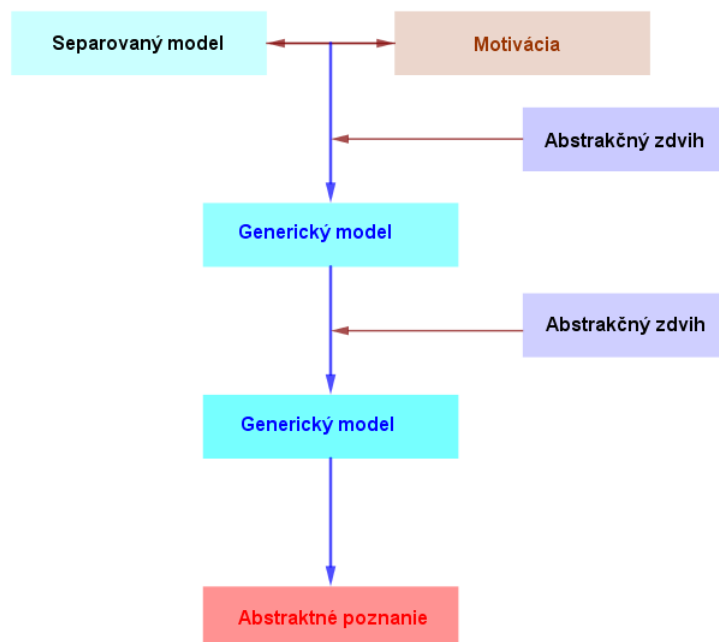 Separovaný model
Motivácia
Abstrakčný zdvih
Generický model
Abstrakčný zdvih
Generický model
Abstraktné poznanie